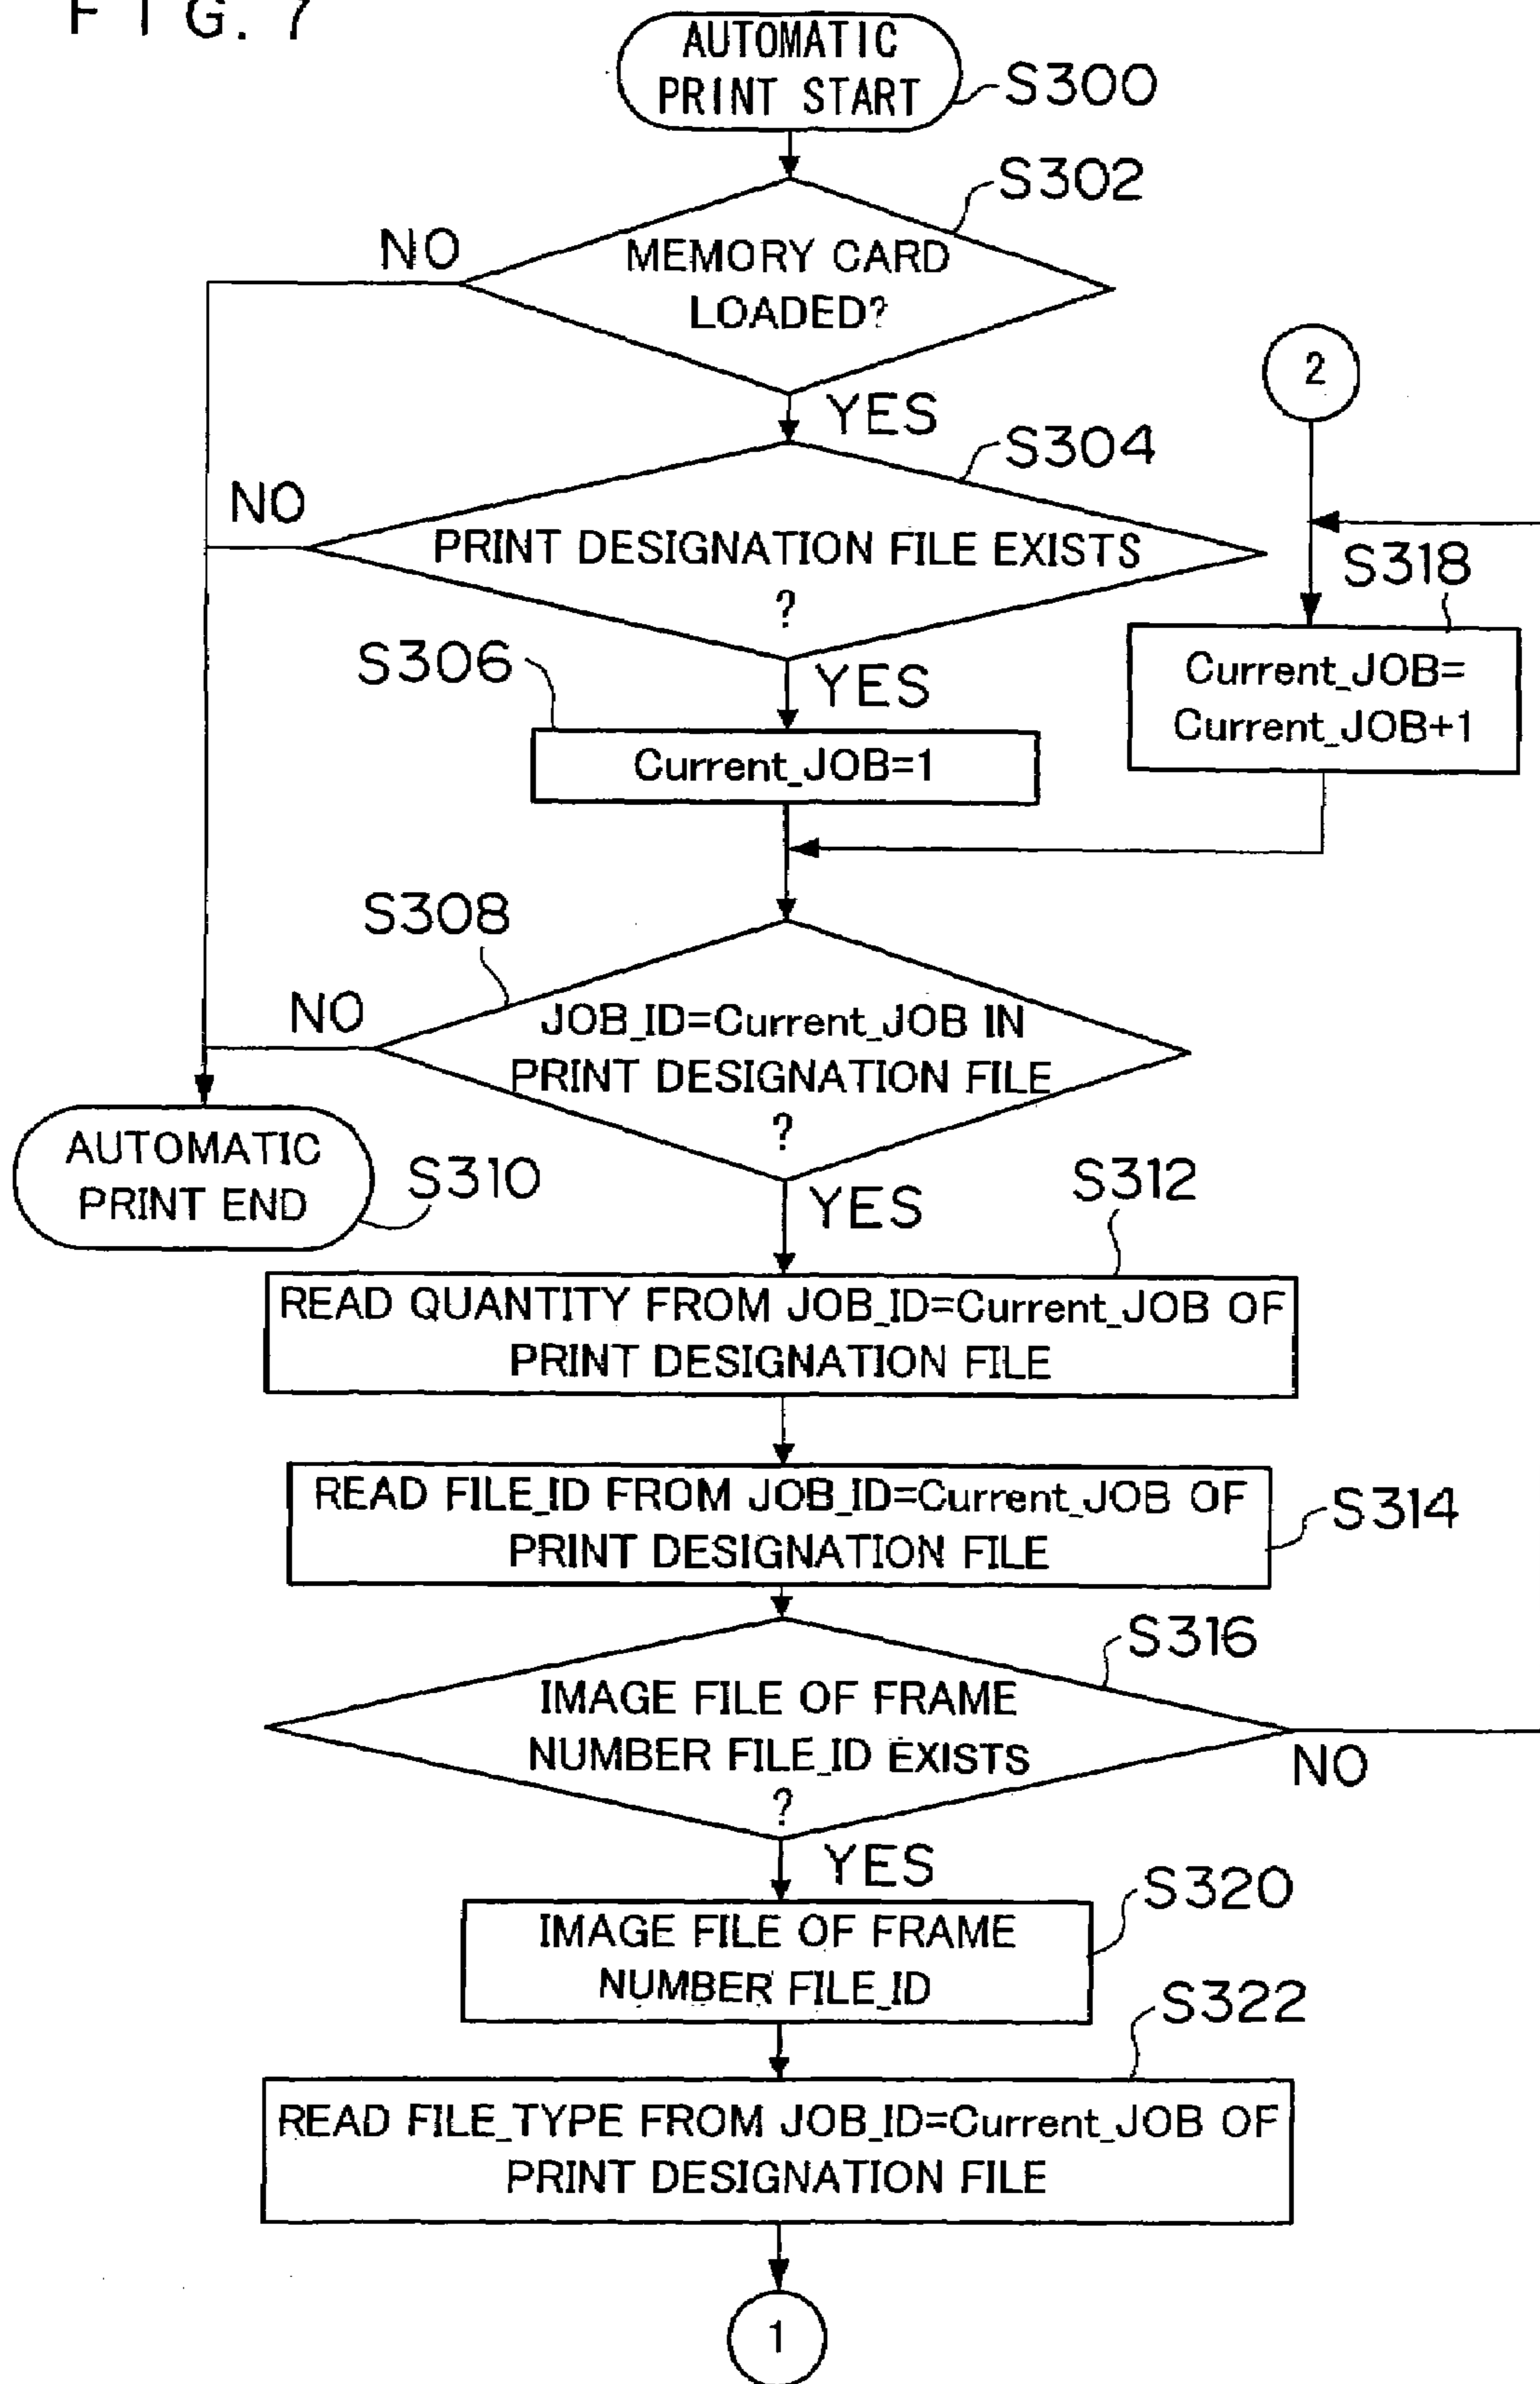 FIG. 7
AUTOMATIC
PRINT START
S300
S302
NO
MEMORY CARD
LOADED?
2
YES
S304
NO
PRINT DESIGNATION FILE EXISTS
?
S318
S306
YES
Current_JOB=
Current_JOB+1
Current_JOB=1
S308
NO
JOB_ID=Current_JOB IN
PRINT DESIGNATION FILE
?
AUTOMATIC
PRINT END
S310
YES
S312
READ QUANTITY FROM JOB_ID=Current_JOB OF
PRINT DESIGNATION FILE
READ FILE_ID FROM JOB_ID=Current_JOB OF
PRINT DESIGNATION FILE
S314
S316
IMAGE FILE OF FRAME
NUMBER FILE_ID EXISTS
?
NO
YES
S320
IMAGE FILE OF FRAME
NUMBER FILE_ID
S322
READ FILE_TYPE FROM JOB_ID=Current_JOB OF
PRINT DESIGNATION FILE
1